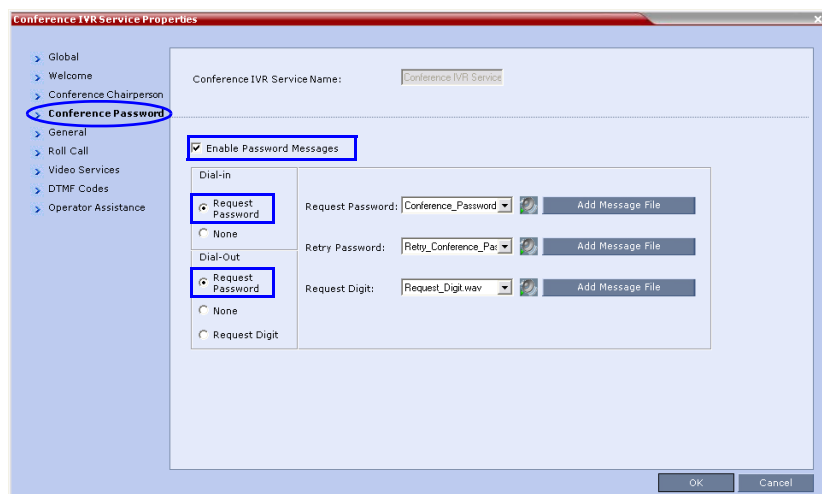 Conference IVR Service Properties
Global
Welcome
Conference Chairperson
Conference Password
General
Roll Call
Video Services
DTMF Codes
Operator Assistance
Conference IVR Service Name: Conference IVR Service
Enable Password Messages
Dial-in
Request
Password
None
Dial-Out
Request
Password
None
Request Digit
Request Password: Conference_Password Add Message File
Retry Password: Retry_Conference_Pas Add Message File
Request Digit: Request_Digit.wav Add Message File
OK Cancel